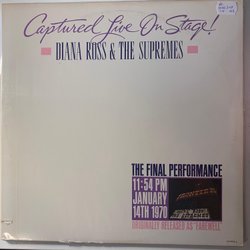 Captured Live On Stage!
DIANA ROSS & THE SUPREMES
THE FINAL PERFORMANCE
11:54 PM
JANUARY
14TH 1970
FRONTIER
ORIGINALLY RELEASED AS 'FAREWELL'